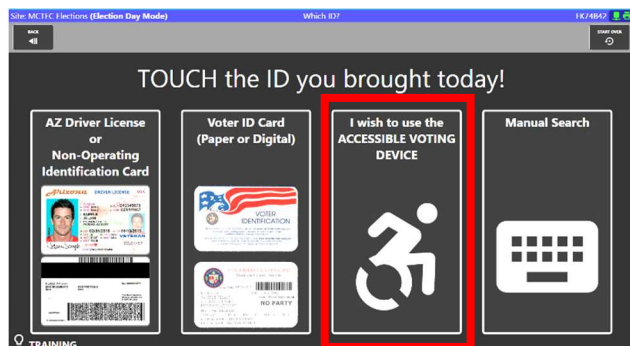 Site: MCTEC Elections (Election Day Mode)
Which ID?
BACK
START OVER
TOUCH the ID you brought today!
AZ Driver License
or
Non-Operating
Identification Card
Arizona DRIVER LICENSE
Voter ID Card
(Paper or Digital)
VOTER
IDENTIFICATION
NO PARTY
I wish to use the
ACCESSIBLE VOTING
DEVICE
Manual Search
TRAINING